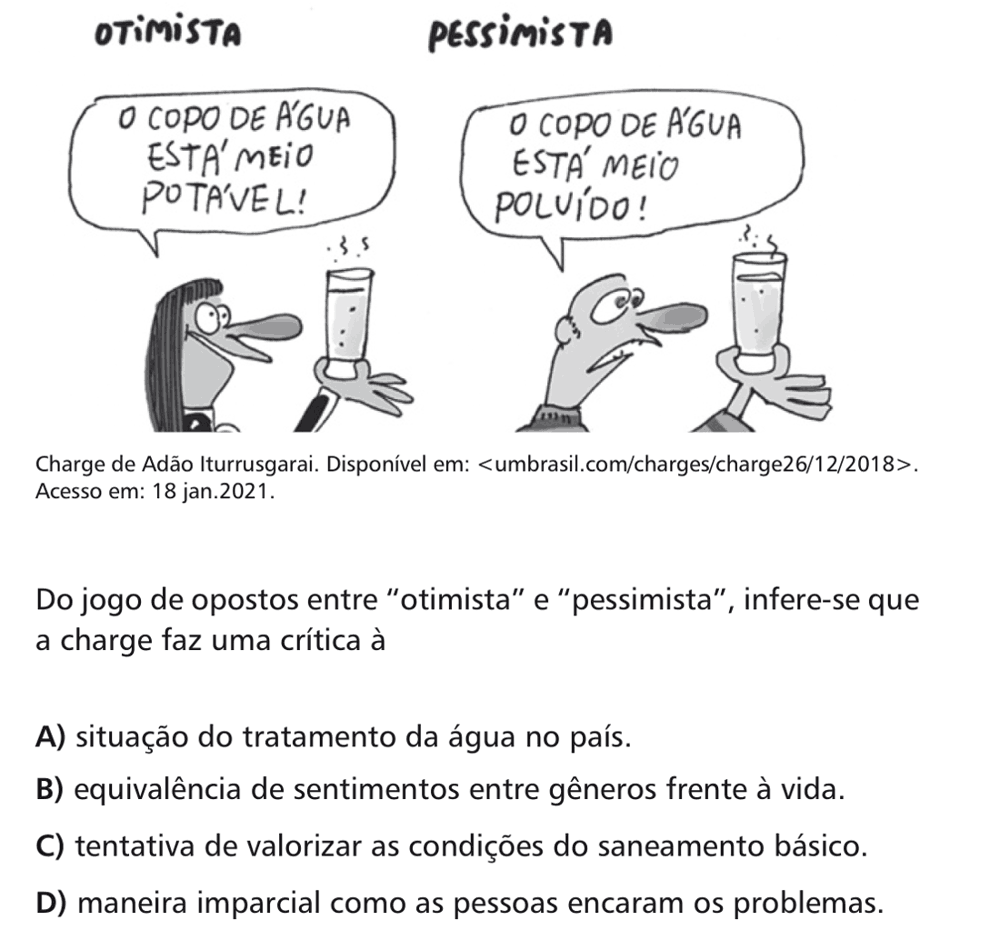 OTIMISTA
PESSIMISTA
O COPO DE ÁGUA
ESTÁ MEIO
POTÁVEL!
O COPO DE ÁGUA
ESTÁ MEIO
POLUÍDO!
Charge de Adão Iturrusgarai. Disponível em: <umbrasil.com/charges/charge26/12/2018>.
Acesso em: 18 jan.2021.
Do jogo de opostos entre “otimista” e “pessimista”, infere-se que
a charge faz uma crítica à
A) situação do tratamento da água no país.
B) equivalência de sentimentos entre gêneros frente à vida.
C) tentativa de valorizar as condições do saneamento básico.
D) maneira imparcial como as pessoas encaram os problemas.